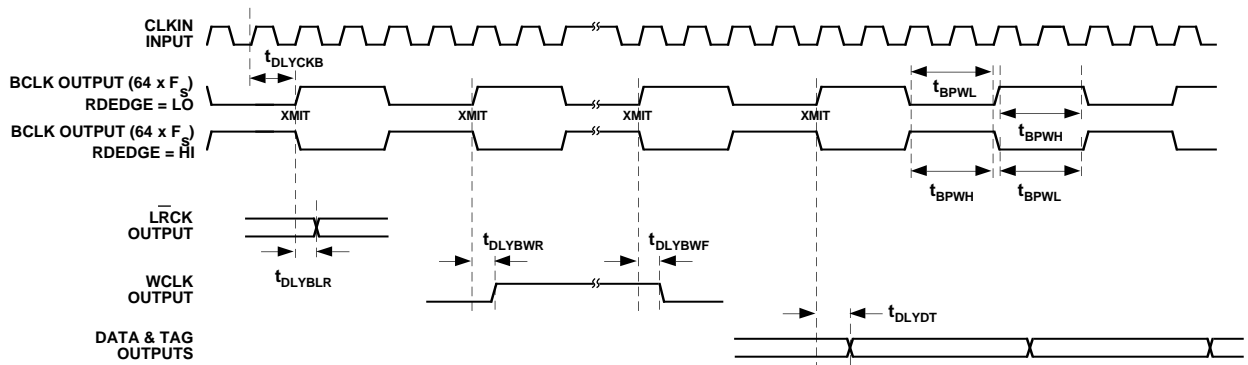 CLKIN
INPUT
tDLYCKB
BCLK OUTPUT (64 x FS)
RDEDGE = LO
tBPWL
XMIT XMIT XMIT XMIT
tBPWH
BCLK OUTPUT (64 x FS)
RDEDGE = HI
tBPWH tBPWL
LRCK
OUTPUT
tDLYBLR
tDLYBWR
tDLYBWF
WCLK
OUTPUT
tDLYDT
DATA & TAG
OUTPUTS